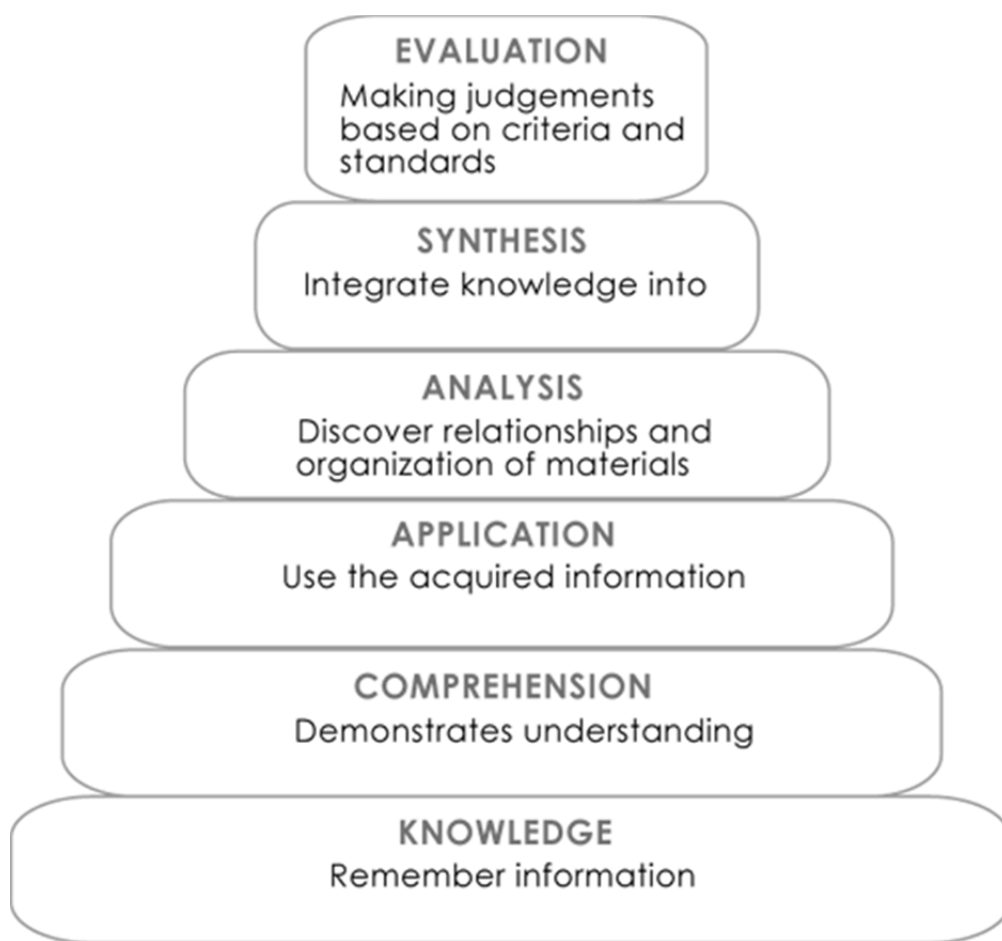 EVALUATION
Making judgements
based on criteria and
standards
SYNTHESIS
Integrate knowledge into
ANALYSIS
Discover relationships and
organization of materials
APPLICATION
Use the acquired information
COMPREHENSION
Demonstrates understanding
KNOWLEDGE
Remember information